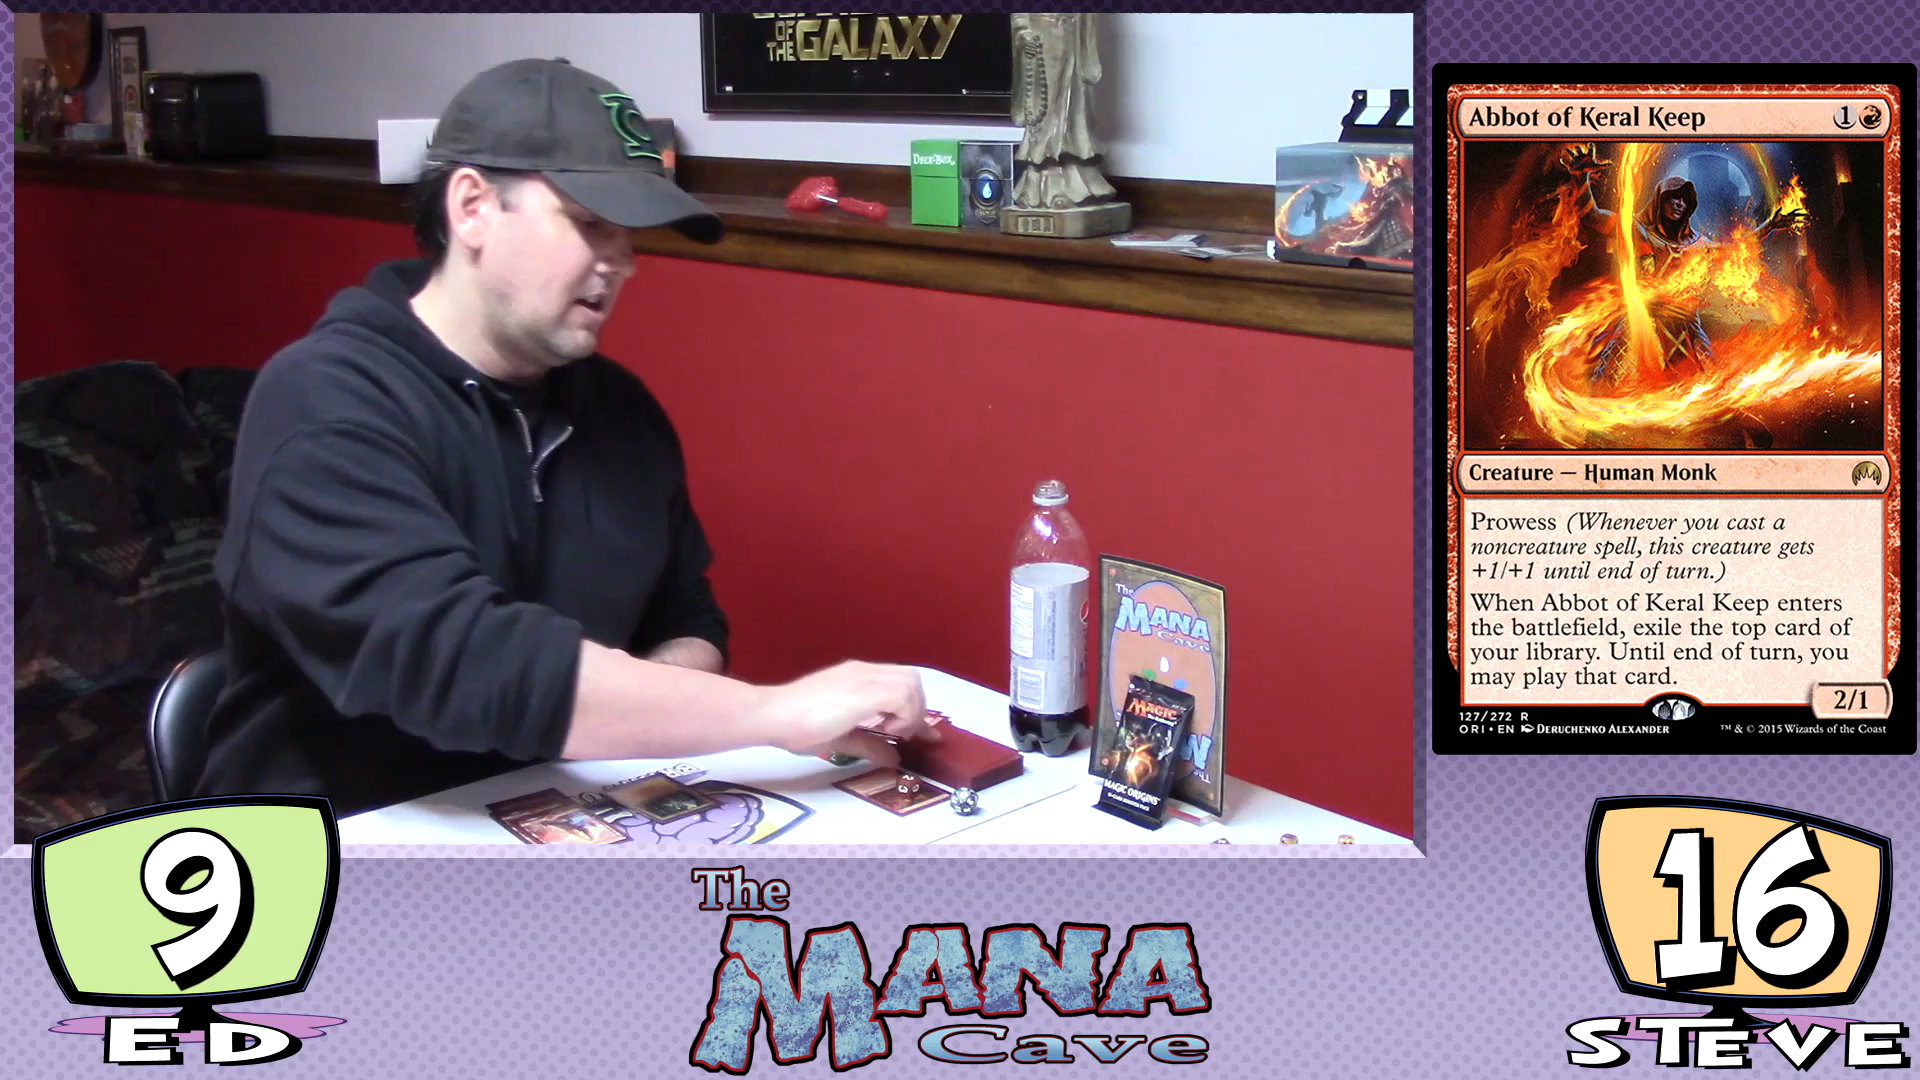 OF
THE GALAXY
DECK BOX
The
MANA
Cave
MAGIC
MAGIC ORIGINS
Abbot of Keral Keep 1
Creature — Human Monk
Prowess (Whenever you cast a
noncreature spell, this creature gets
+1/+1 until end of turn.)
When Abbot of Keral Keep enters
the battlefield, exile the top card of
your library. Until end of turn, you
may play that card.
2/1
127/272 R
ORI • EN DERUCHENKO ALEXANDER
™ & © 2015 Wizards of the Coast
9
ED
The
MANA
Cave
16
STEVE